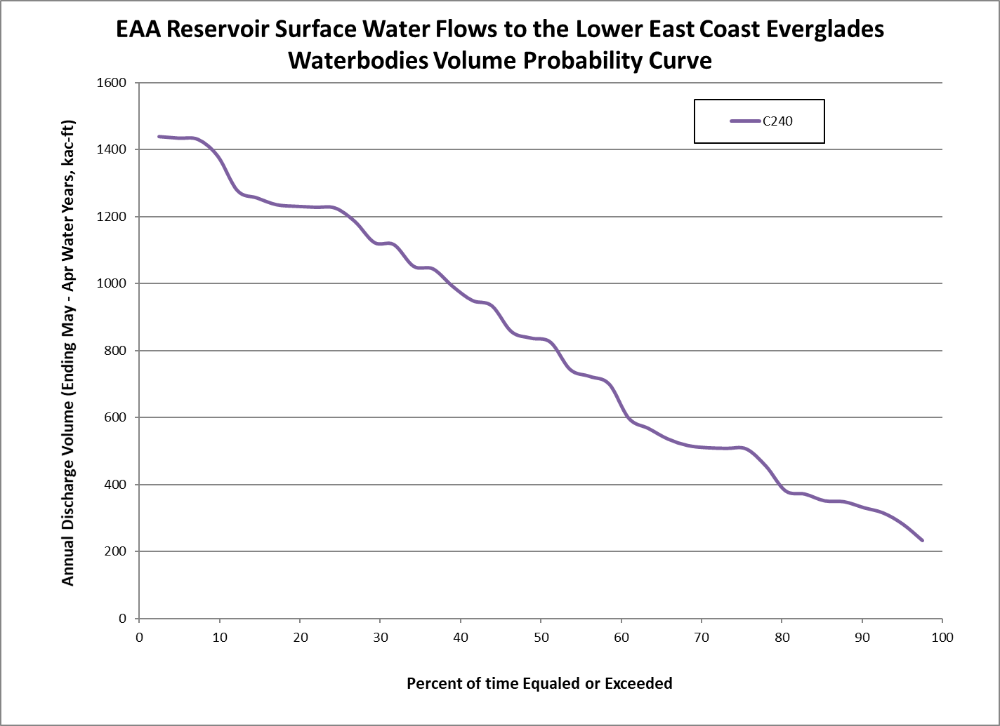 EAA Reservoir Surface Water Flows to the Lower East Coast Everglades
Waterbodies Volume Probability Curve
Annual Discharge Volume (Ending May - Apr Water Years, kac-ft)
1600
1400
1200
1000
800
600
400
200
0
C240
0 10 20 30 40 50 60 70 80 90 100
Percent of time Equaled or Exceeded